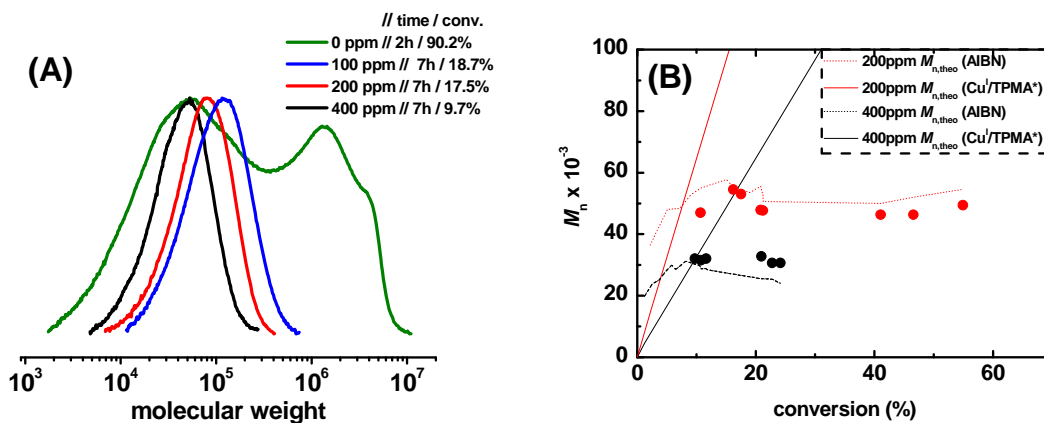 (A)
// time / conv.
0 ppm // 2h / 90.2%
100 ppm // 7h / 18.7%
200 ppm // 7h / 17.5%
400 ppm // 7h / 9.7%
10³ 10⁴ 10⁵ 10⁶ 10⁷
molecular weight
(B)
100
80
60
40
20
0
Mₙ x 10⁻³
200ppm Mₙ,ₜₕₑₒ (AIBN)
200ppm Mₙ,ₜₕₑₒ (Cuᴵ/TPMA*)
400ppm Mₙ,ₜₕₑₒ (AIBN)
400ppm Mₙ,ₜₕₑₒ (Cuᴵ/TPMA*)
0 20 40 60
conversion (%)